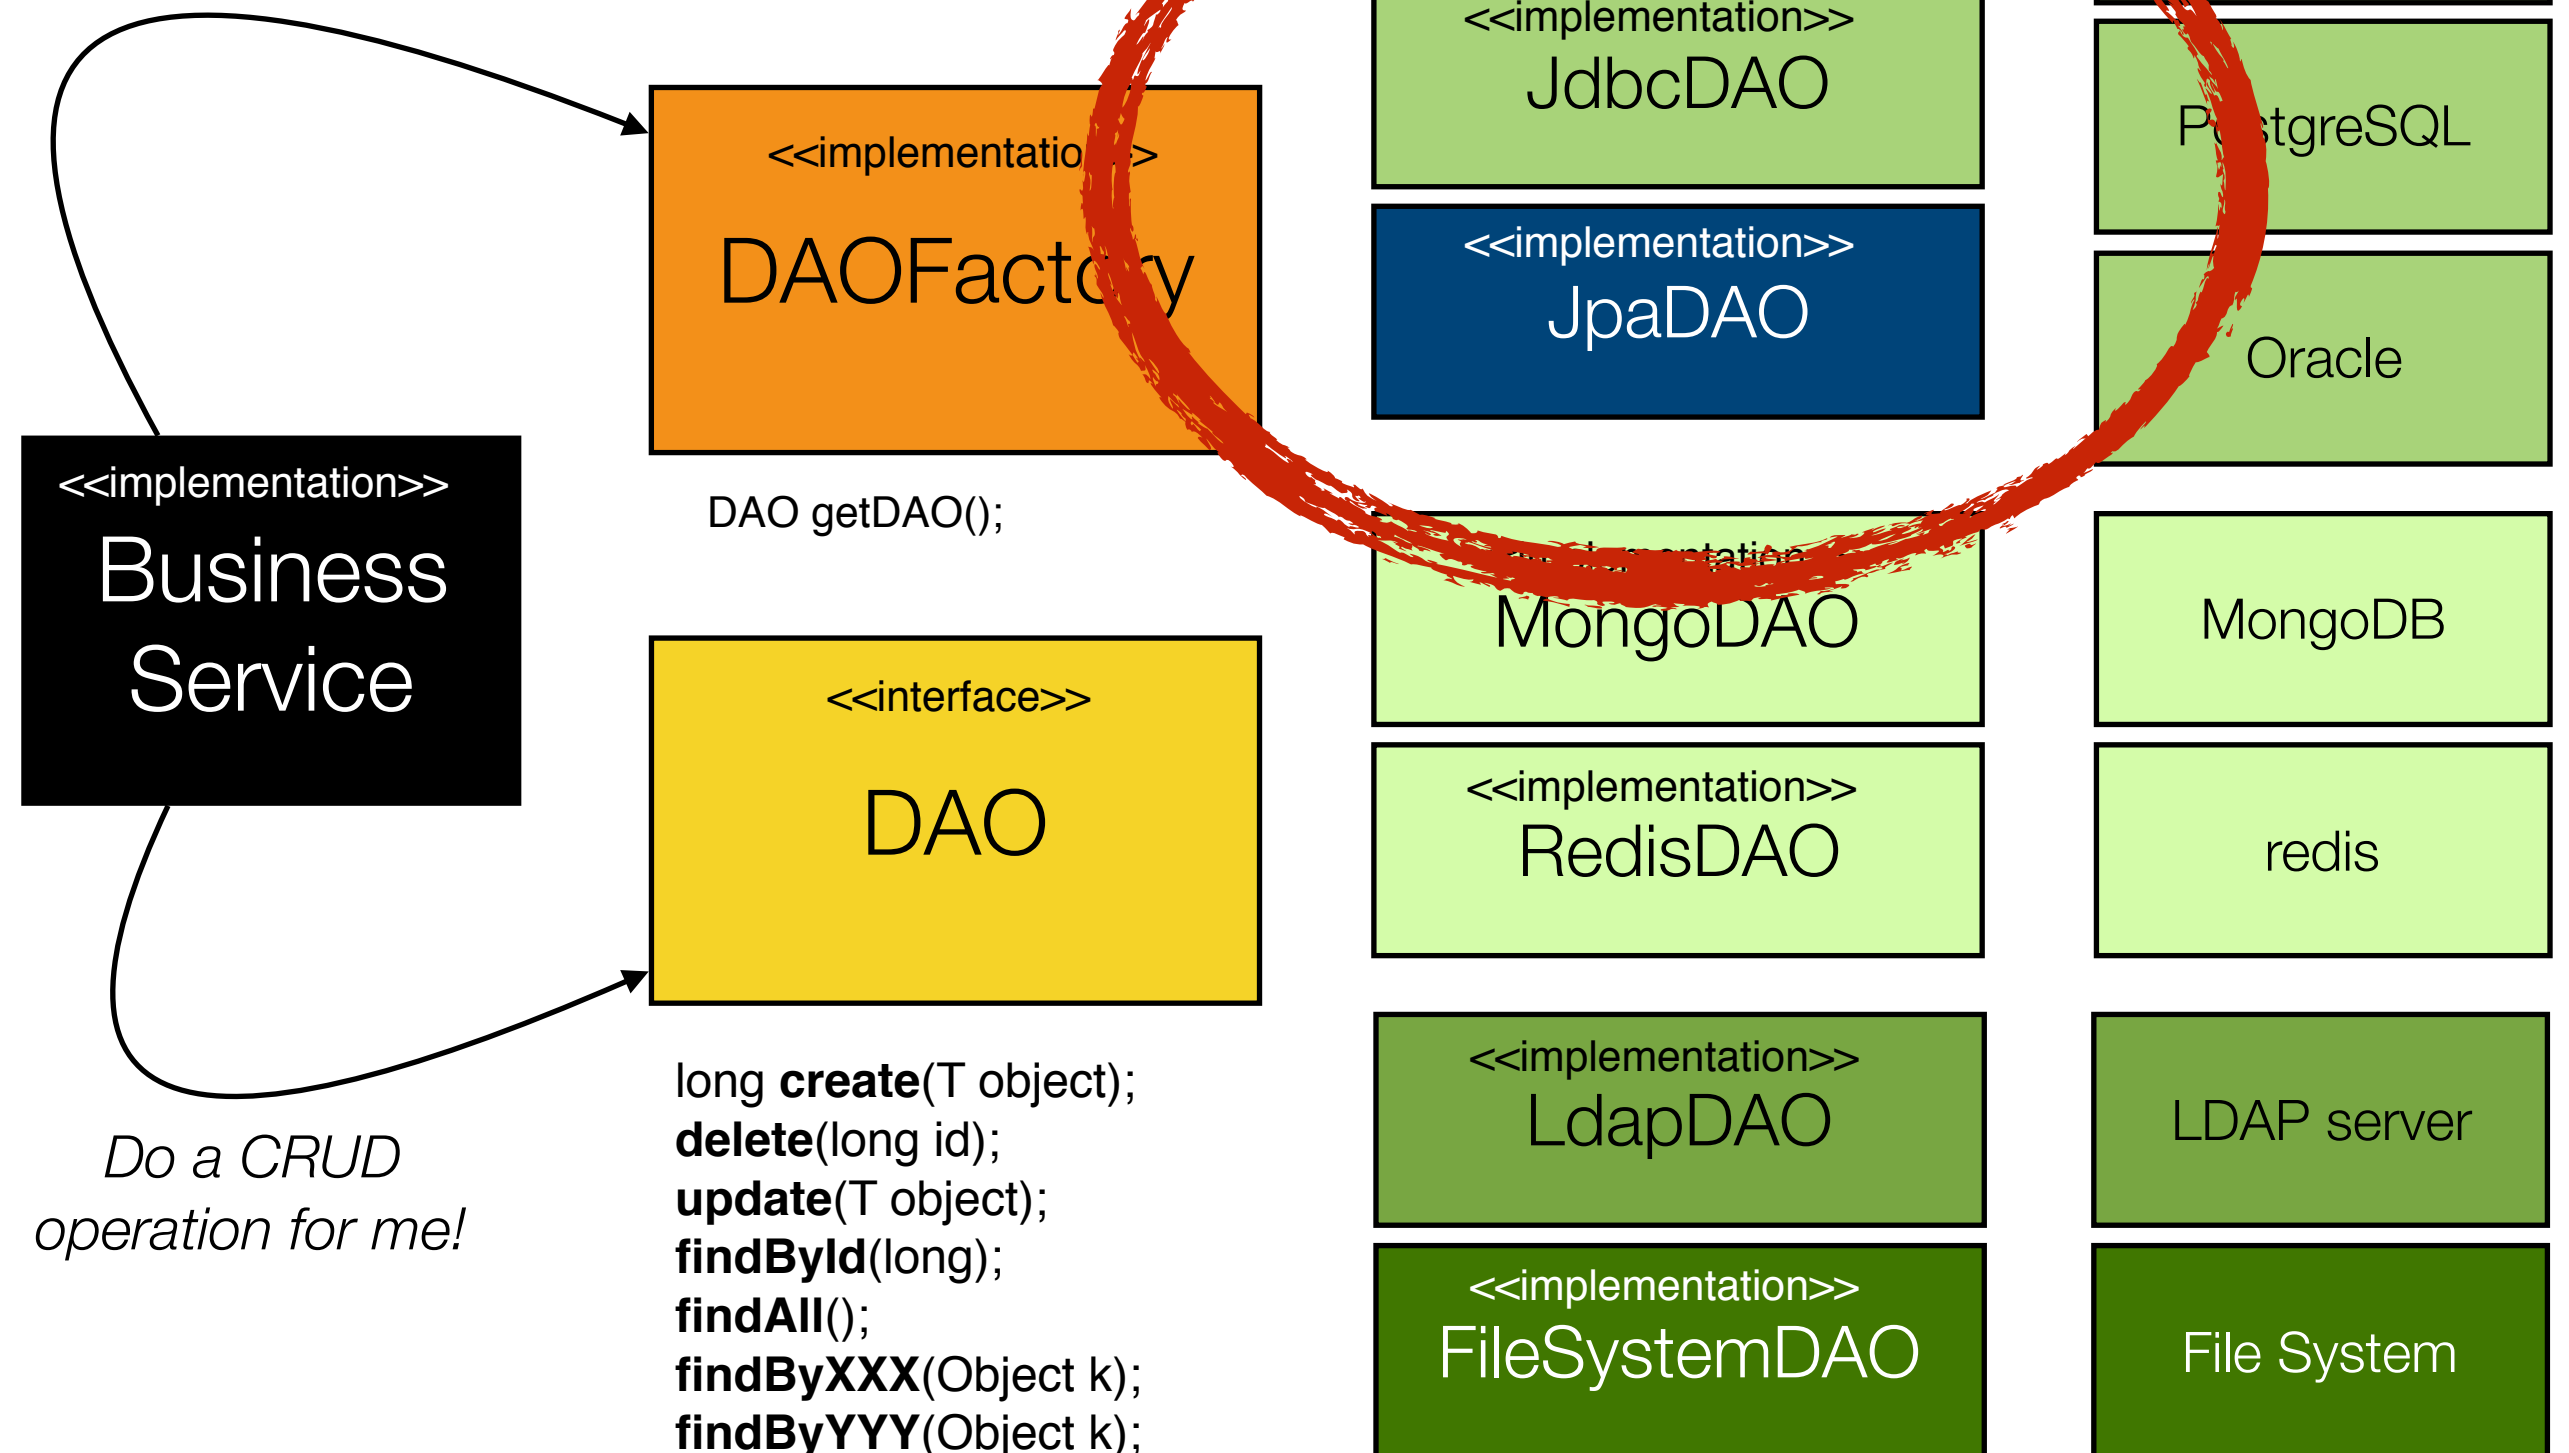 <<implementation>>
Business
Service
Do a CRUD
operation for me!
<<implementation>>
DAOFactory
DAO getDAO();
<<interface>>
DAO
long create(T object);
delete(long id);
update(T object);
findById(long);
findAll();
findByXXX(Object k);
findByYYY(Object k);
<<implementation>>
JdbcDAO
<<implementation>>
JpaDAO
<<implementation>>
MongoDAO
<<implementation>>
RedisDAO
<<implementation>>
LdapDAO
<<implementation>>
FileSystemDAO
PostgreSQL
Oracle
MongoDB
redis
LDAP server
File System